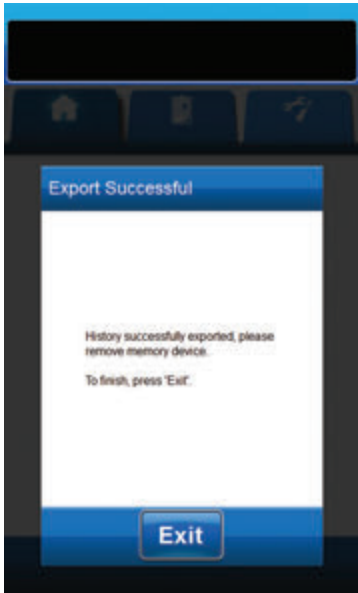 Export Successful
History successfully exported, please
remove memory device.
To finish, press 'Exit'.
Exit